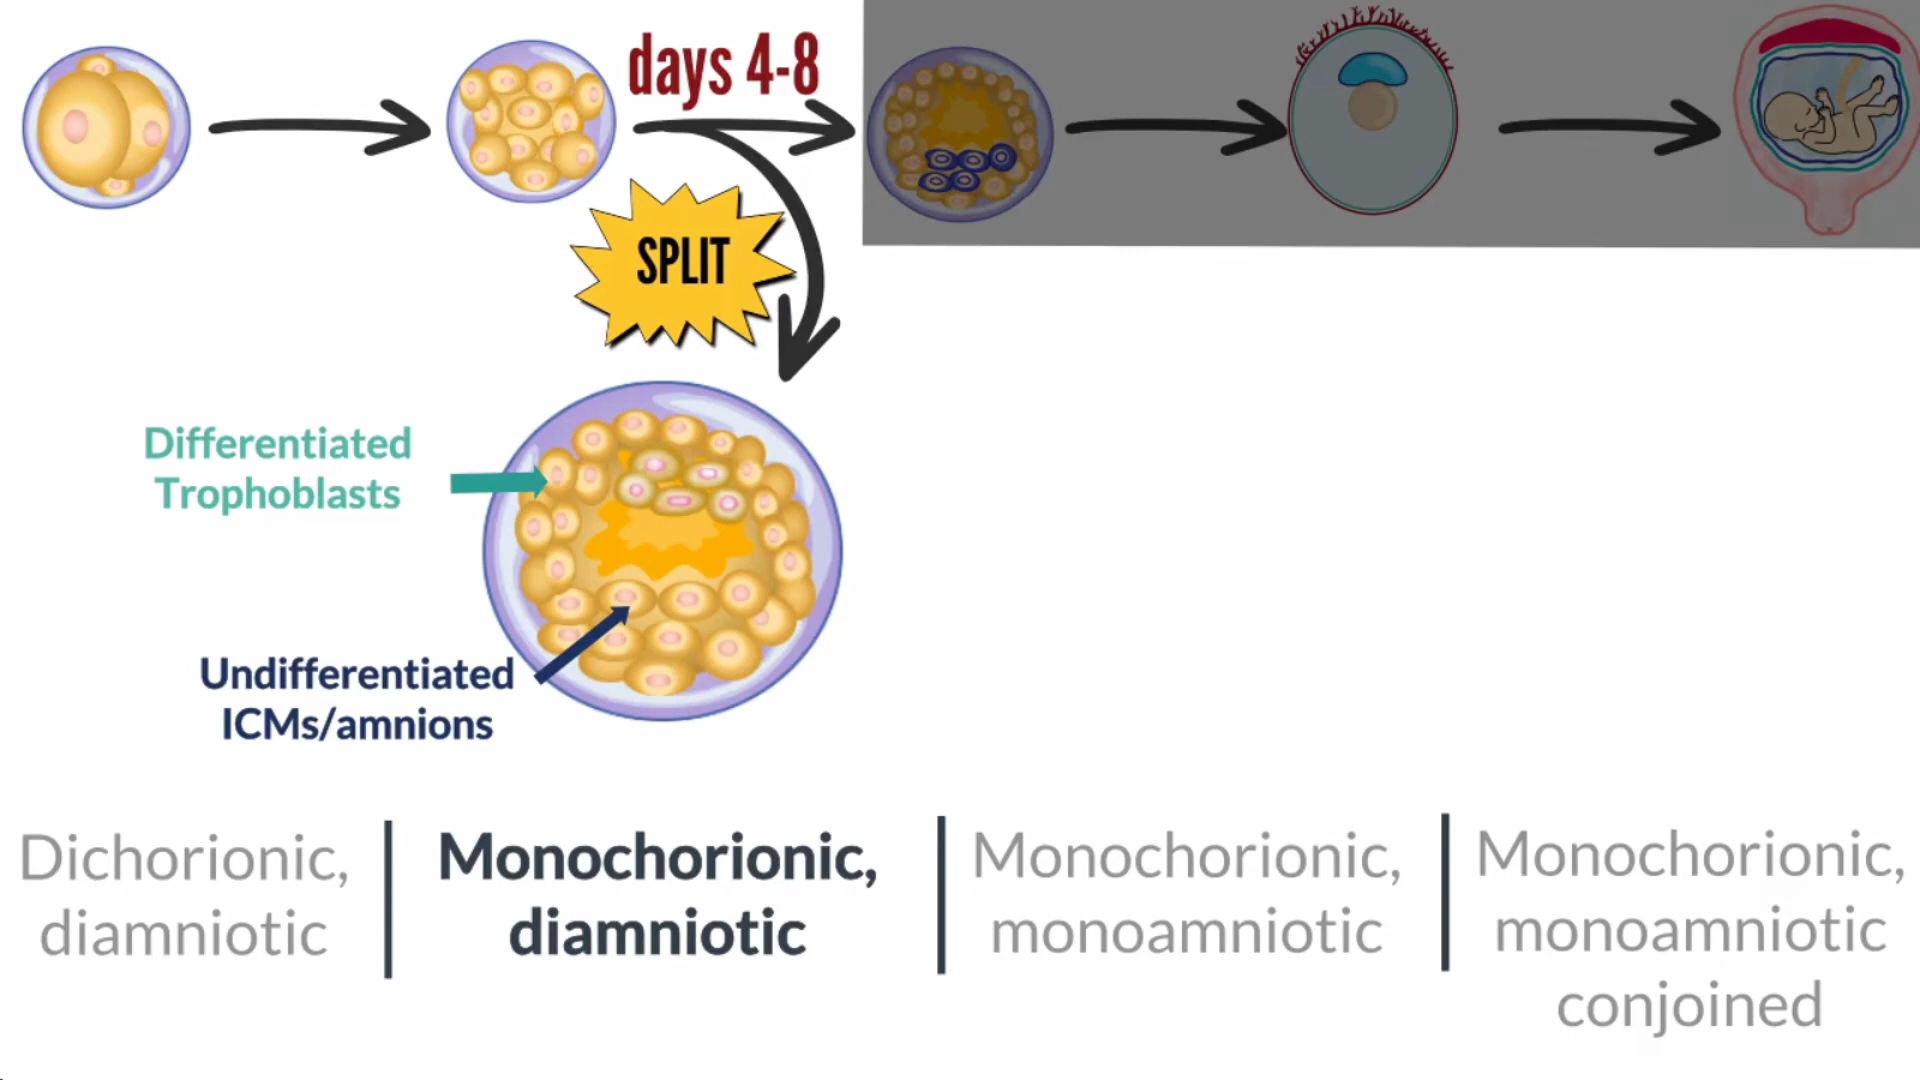 days 4-8
SPLIT
Differentiated
Trophoblasts
Undifferentiated
ICMs/amnions
Dichorionic,
diamniotic
Monochorionic,
diamniotic
Monochorionic,
monoamniotic
Monochorionic,
monoamniotic
conjoined